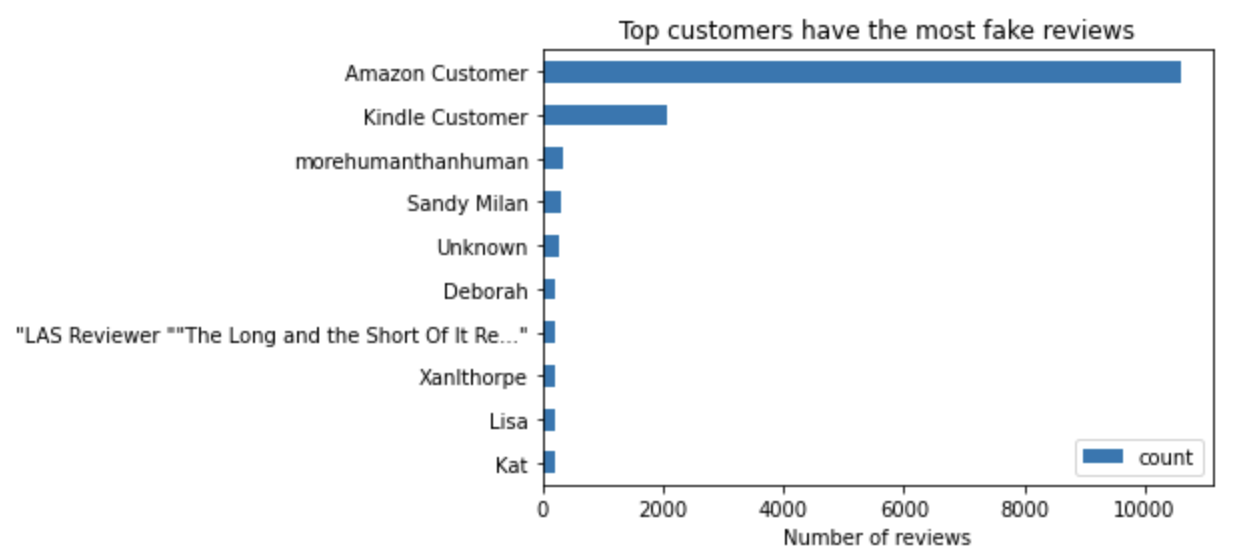 Top customers have the most fake reviews
Amazon Customer
Kindle Customer
morehumanthanhuman
Sandy Milan
Unknown
Deborah
"LAS Reviewer ""The Long and the Short Of It Re..."
Xanlthorpe
Lisa
Kat
count
0 2000 4000 6000 8000 10000
Number of reviews